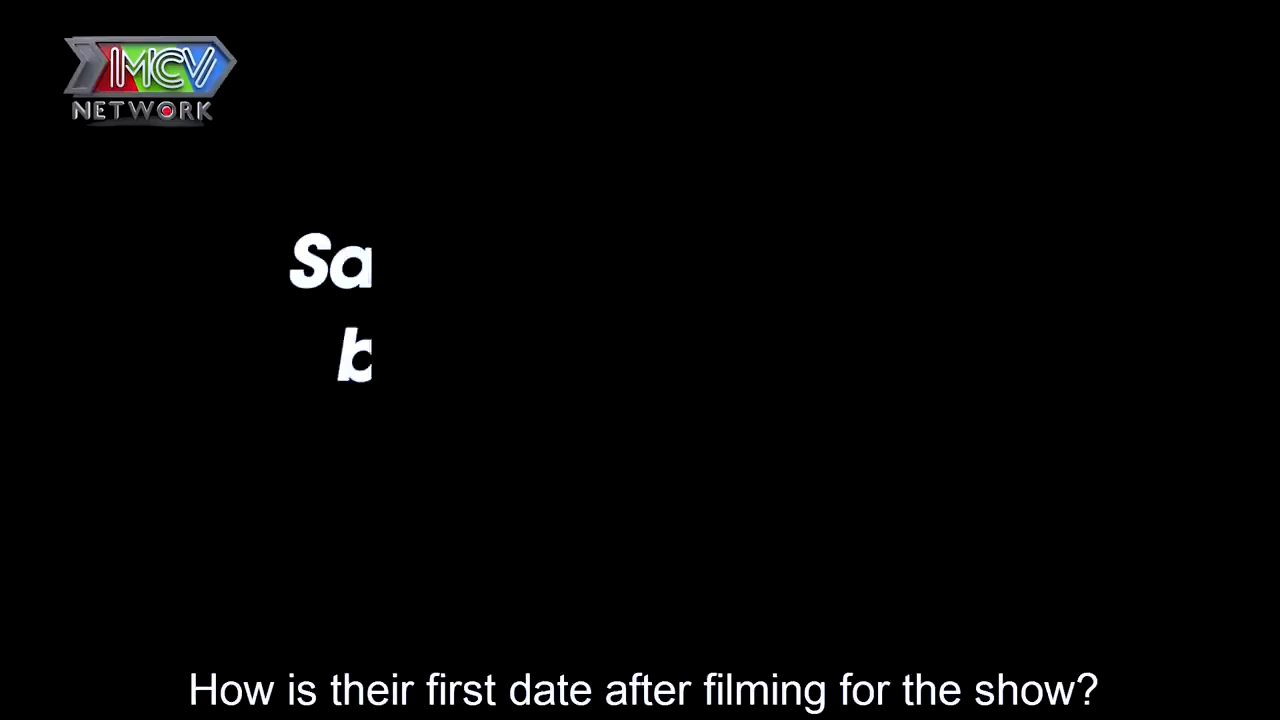 MCV
NETWORK
Sa
b
How is their first date after filming for the show?